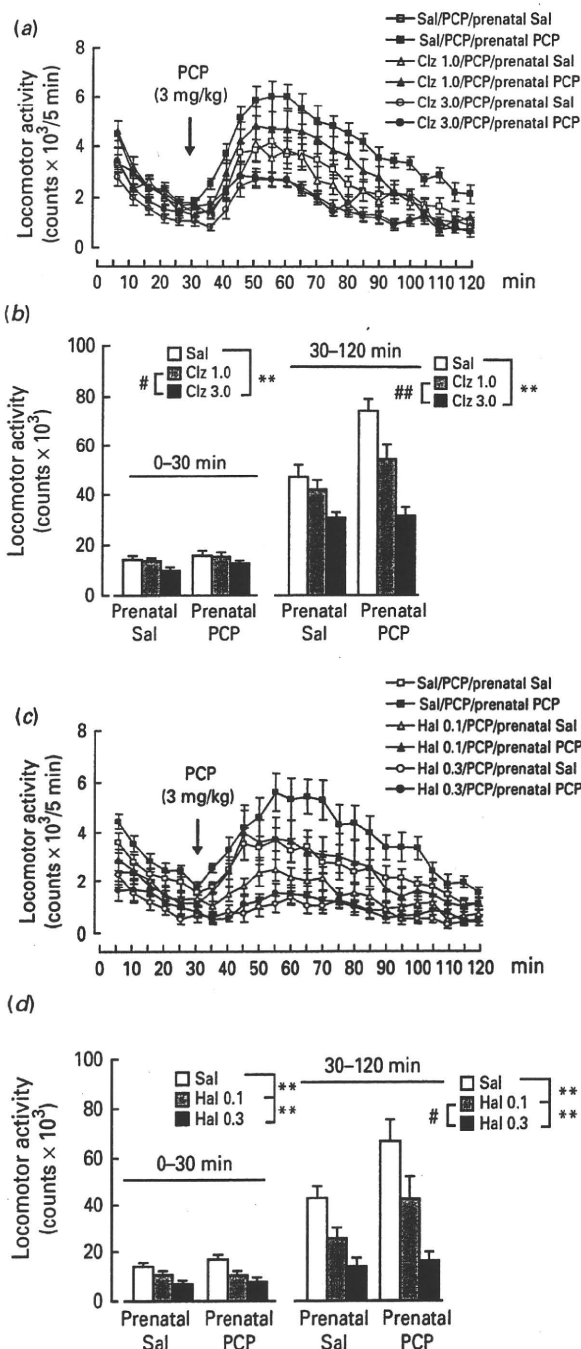 (a)
Sal/PCP/prenatal Sal
Sal/PCP/prenatal PCP
Clz 1.0/PCP/prenatal Sal
Clz 1.0/PCP/prenatal PCP
Clz 3.0/PCP/prenatal Sal
Clz 3.0/PCP/prenatal PCP
PCP
(3 mg/kg)
Locomotor activity
(counts × 10³/5 min)
8
6
4
2
0
0 10 20 30 40 50 60 70 80 90 100 110 120 min
(b)
Locomotor activity
(counts × 10³)
100
80
60
40
20
0
Sal
# Clz 1.0 **
Clz 3.0
0–30 min
30–120 min
Sal
## Clz 1.0 **
Clz 3.0
Prenatal Prenatal Prenatal Prenatal
Sal PCP Sal PCP
(c)
Sal/PCP/prenatal Sal
Sal/PCP/prenatal PCP
Hal 0.1/PCP/prenatal Sal
Hal 0.1/PCP/prenatal PCP
Hal 0.3/PCP/prenatal Sal
Hal 0.3/PCP/prenatal PCP
PCP
(3 mg/kg)
Locomotor activity
(counts × 10³/5 min)
8
6
4
2
0
0 10 20 30 40 50 60 70 80 90 100 110 120 min
(d)
Locomotor activity
(counts × 10³)
100
80
60
40
20
0
Sal **
Hal 0.1
Hal 0.3 **
0–30 min
30–120 min
Sal **
# Hal 0.1
Hal 0.3 **
Prenatal Prenatal Prenatal Prenatal
Sal PCP Sal PCP